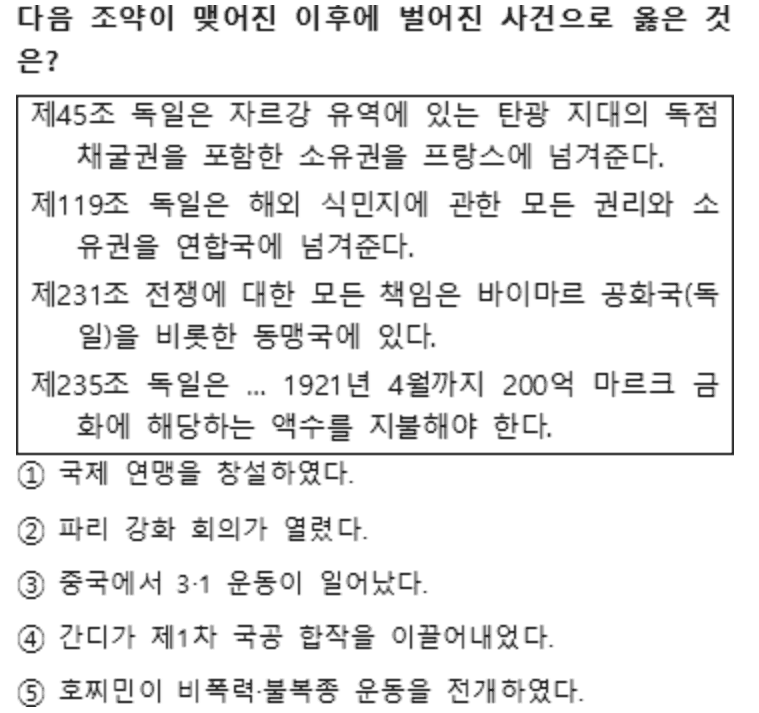 다음 조약이 맺어진 이후에 벌어진 사건으로 옳은 것
은?
제45조 독일은 자르강 유역에 있는 탄광 지대의 독점
채굴권을 포함한 소유권을 프랑스에 넘겨준다.
제119조 독일은 해외 식민지에 관한 모든 권리와 소
유권을 연합국에 넘겨준다.
제231조 전쟁에 대한 모든 책임은 바이마르 공화국(독
일)을 비롯한 동맹국에 있다.
제235조 독일은 ... 1921년 4월까지 200억 마르크 금
화에 해당하는 액수를 지불해야 한다.
① 국제 연맹을 창설하였다.
② 파리 강화 회의가 열렸다.
③ 중국에서 3·1 운동이 일어났다.
④ 간디가 제1차 국공 합작을 이끌어내었다.
⑤ 호찌민이 비폭력·불복종 운동을 전개하였다.